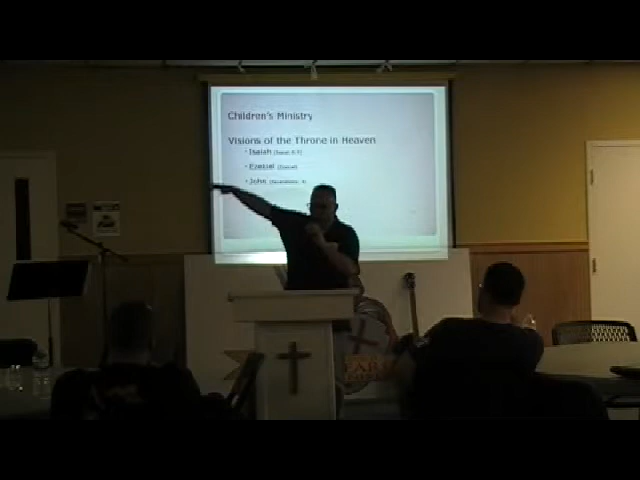 Children's Ministry
Visions of the Throne in Heaven
• Isaiah
• Ezekiel
• John